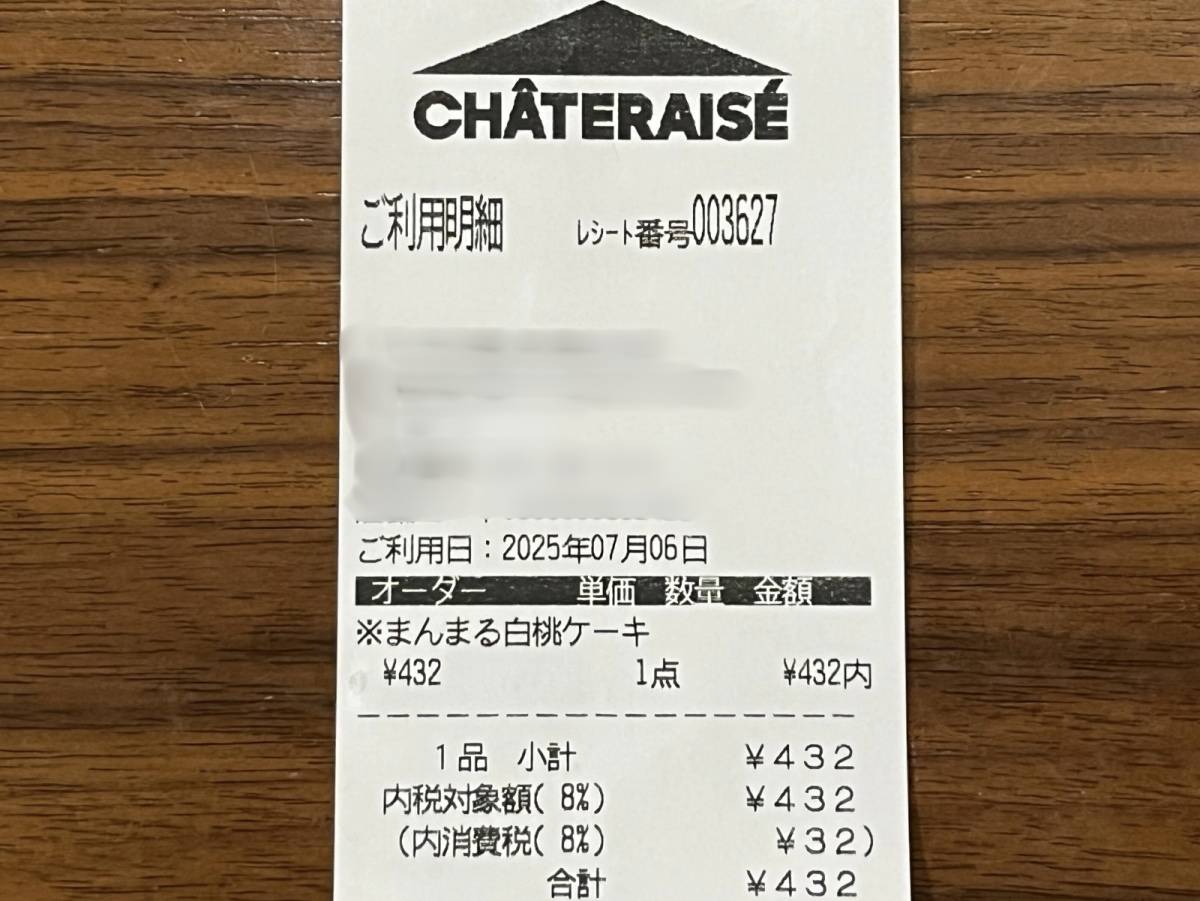 CHÂTERAISÉ
ご利用明細 レシート番号003627
ご利用日：2025年07月06日
オーダー 単価 数量 金額
※まんまる白桃ケーキ
¥432 1点 ¥432内
1品 小計 ¥432
内税対象額( 8%) ¥432
(内消費税( 8%) ¥32)
合計 ¥432